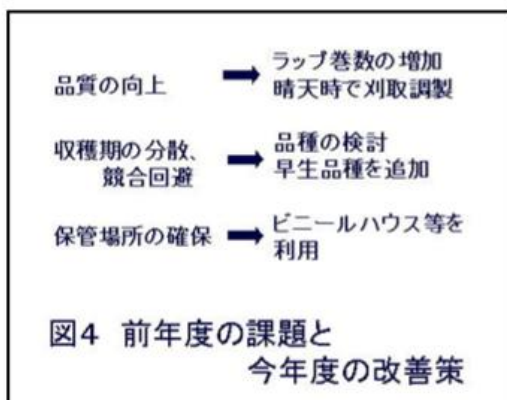 品質の向上 → ラップ巻数の増加
晴天時で刈取調製
収穫期の分散、
競合回避 → 品種の検討
早生品種を追加
保管場所の確保 → ビニールハウス等を
利用
図4 前年度の課題と
今年度の改善策